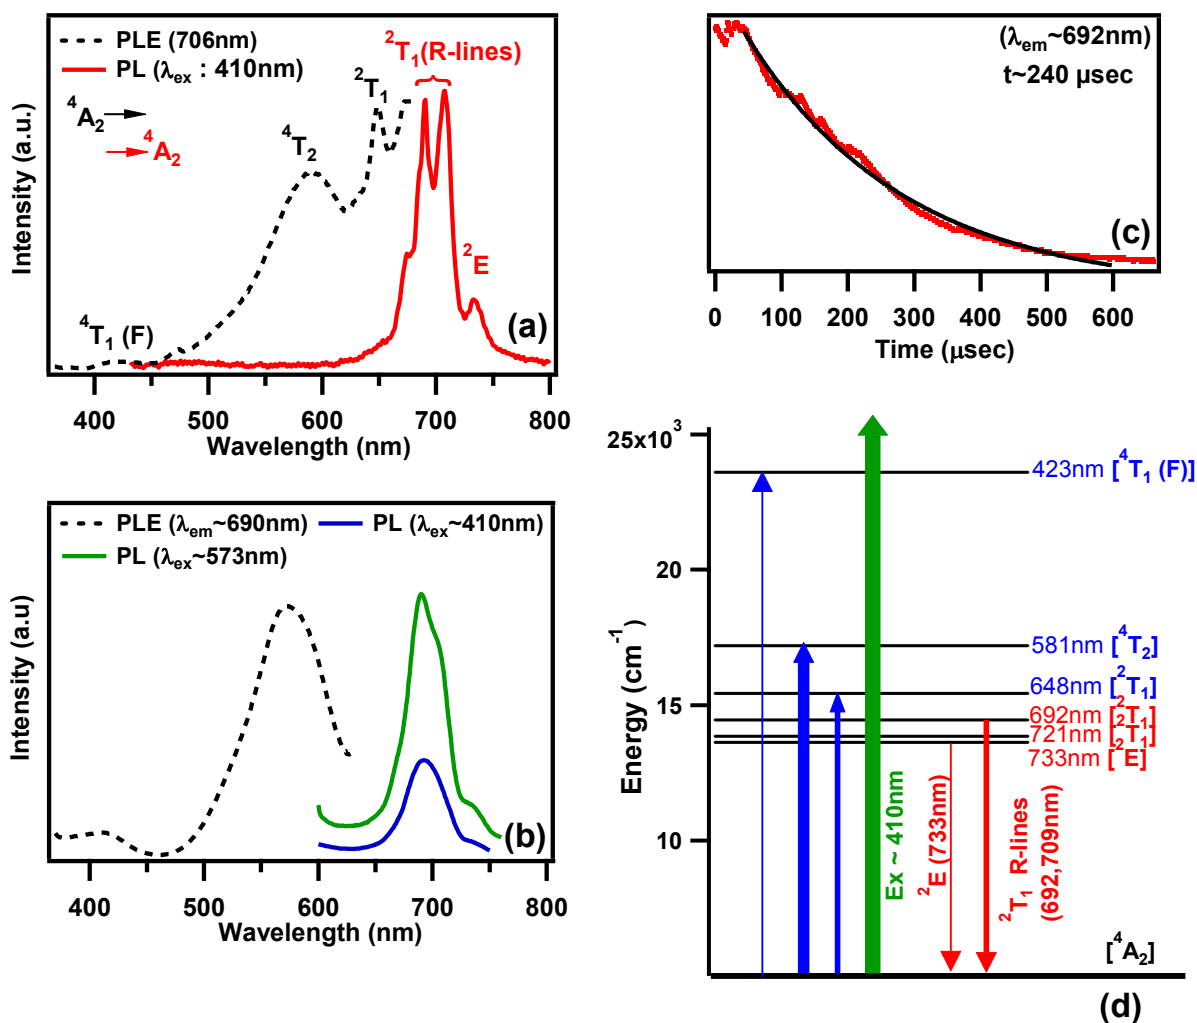 PLE (706nm)
PL (λex : 410nm)
⁴A₂
⁴A₂
²T₁(R-lines)
²T₁
⁴T₂
²E
⁴T₁ (F)
(a)
Intensity (a.u.)
400 500 600 700 800
Wavelength (nm)
(λem~692nm)
t~240 µsec
(c)
0 100 200 300 400 500 600
Time (µsec)
PLE (λem~690nm)
PL (λex~410nm)
PL (λex~573nm)
(b)
Intensity (a.u)
400 500 600 700 800
Wavelength (nm)
25x10³
20
15
10
Energy (cm⁻¹)
423nm [⁴T₁ (F)]
581nm [⁴T₂]
648nm [²T₁]
692nm [²T₁]
721nm [²T₁]
733nm [²E]
Ex ~ 410nm
²E (733nm)
²T₁ R-lines
(692,709nm)
[⁴A₂]
(d)